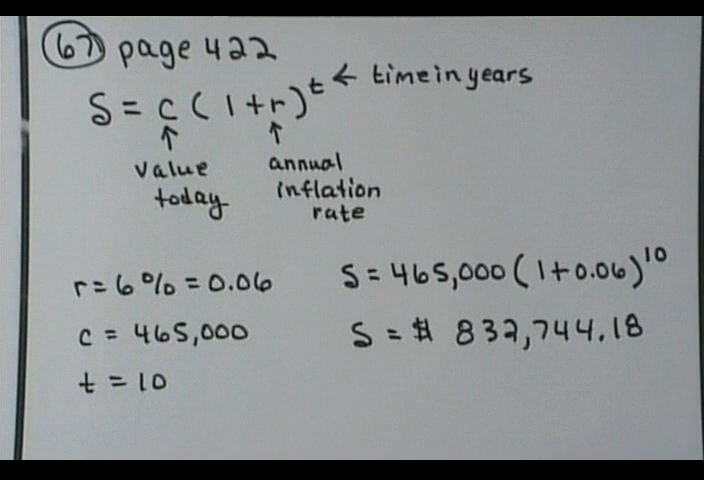 67 page 422
S = c (1+r)^t ← time in years
↑ ↑
value today
annual inflation rate
r = 6% = 0.06
c = 465,000
t = 10
S = 465,000 (1+0.06)^10
S = $ 832,744.18